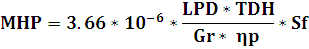 MHP = 3.66 * 10⁻⁶ * (LPD * TDH) / (Gr * ηp) * Sf